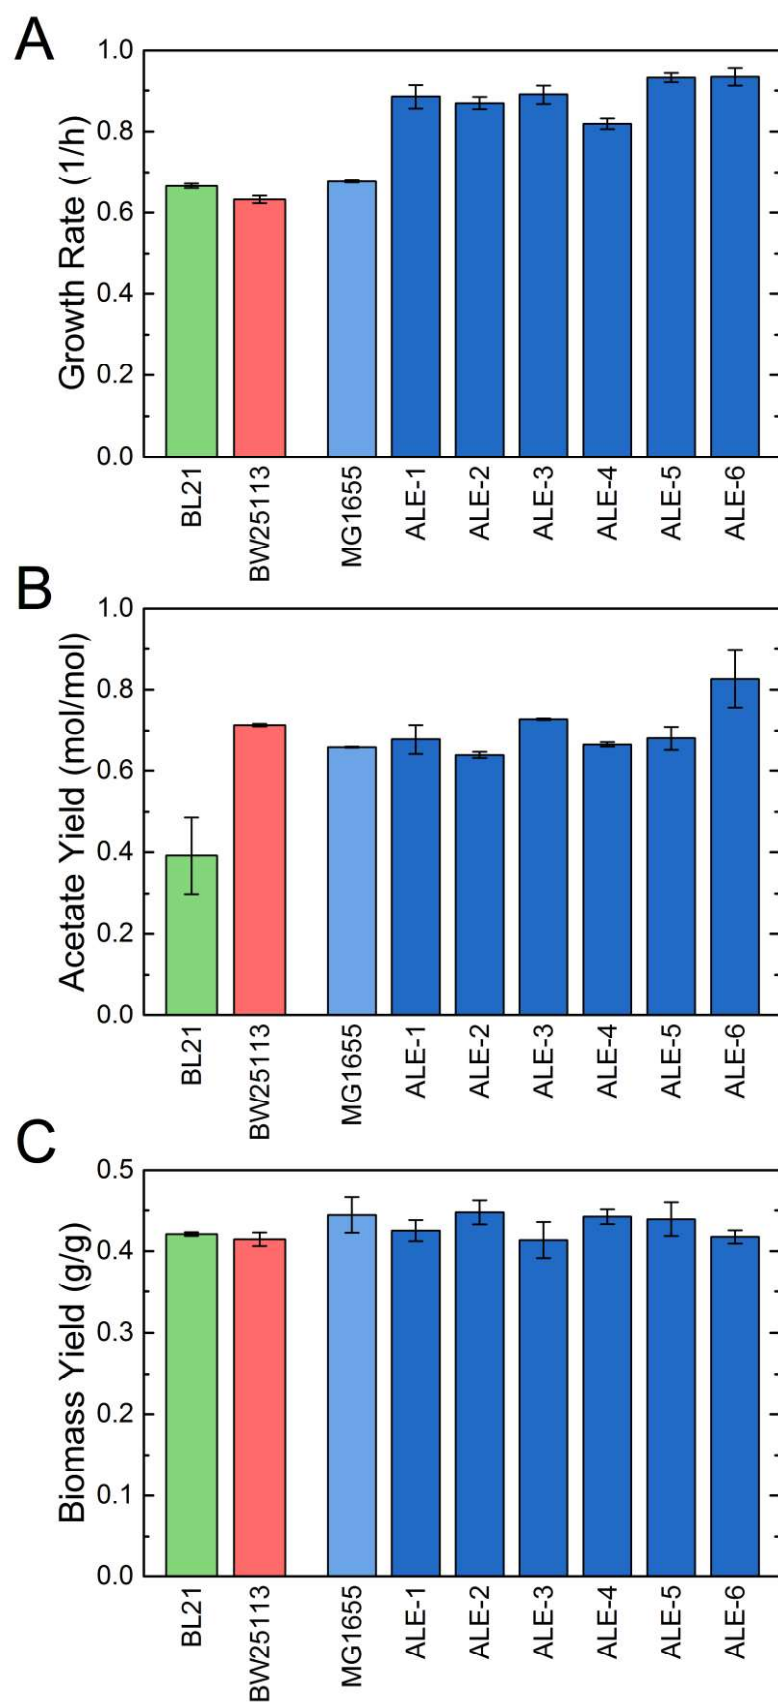 A
Growth Rate (1/h)
1.0
0.8
0.6
0.4
0.2
0.0
BL21
BW25113
MG1655
ALE-1
ALE-2
ALE-3
ALE-4
ALE-5
ALE-6
B
Acetate Yield (mol/mol)
1.0
0.8
0.6
0.4
0.2
0.0
BL21
BW25113
MG1655
ALE-1
ALE-2
ALE-3
ALE-4
ALE-5
ALE-6
C
Biomass Yield (g/g)
0.5
0.4
0.3
0.2
0.1
0.0
BL21
BW25113
MG1655
ALE-1
ALE-2
ALE-3
ALE-4
ALE-5
ALE-6